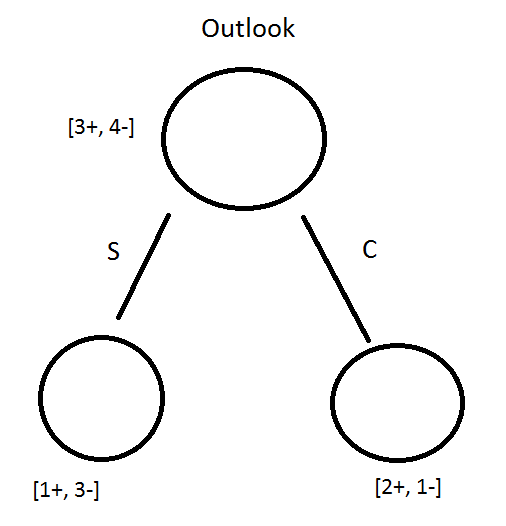 Outlook
[3+, 4-]
S
C
[1+, 3-]
[2+, 1-]